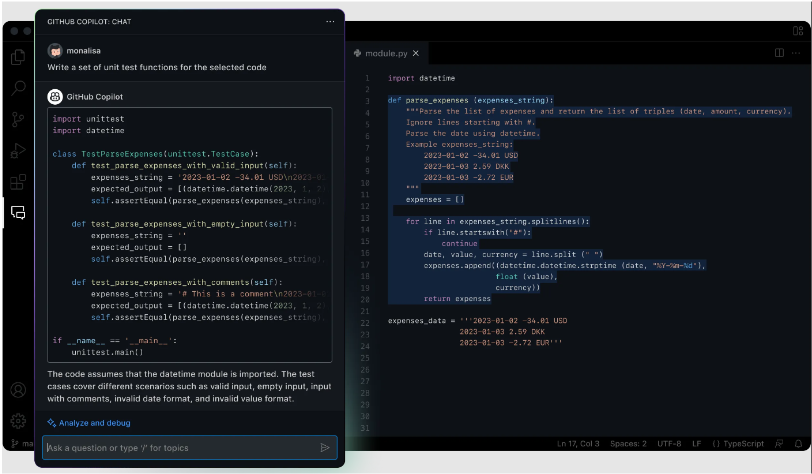 GITHUB COPILOT: CHAT
monalisa
Write a set of unit test functions for the selected code
GitHub Copilot
import unittest
import datetime
class TestParseExpenses(unittest.TestCase):
def test_parse_expenses_with_valid_input(self):
expenses_string = '2023-01-02 -34.01 USD\n2023-01
expected_output = [(datetime.datetime(2023, 1, 2)
self.assertEqual(parse_expenses(expenses_string),
def test_parse_expenses_with_empty_input(self):
expenses_string = ''
expected_output = []
self.assertEqual(parse_expenses(expenses_string),
def test_parse_expenses_with_comments(self):
expenses_string = '# This is a comment\n2023-01-0
expected_output = [(datetime.datetime(2023, 1, 2)
self.assertEqual(parse_expenses(expenses_string),
if __name__ == '__main__':
unittest.main()
The code assumes that the datetime module is imported. The test
cases cover different scenarios such as valid input, empty input, input
with comments, invalid date format, and invalid value format.
Analyze and debug
Ask a question or type '/' for topics
ma
module.py
1 import datetime
2
3 def parse_expenses (expenses_string):
4 """Parse the list of expenses and return the list of triples (date, amount, currency).
5 Ignore lines starting with #.
6 Parse the date using datetime.
7 Example expenses_string:
8 2023-01-02 -34.01 USD
9 2023-01-03 2.59 DKK
10 2023-01-03 -2.72 EUR
11 """
12 expenses = []
13
for line in expenses_string.splitlines():
14 if line.startswith("#"):
15 continue
16 date, value, currency = line.split (" ")
17 expenses.append((datetime.datetime.strptime (date, "%Y-%m-%d"),
18 float (value),
19 currency))
20 return expenses
21
22 expenses_data = '''2023-01-02 -34.01 USD
23 2023-01-03 2.59 DKK
24 2023-01-03 -2.72 EUR'''
25
26
27
28
29
30
31
Ln 17, Col 3 Spaces: 2 UTF-8 LF {} TypeScript